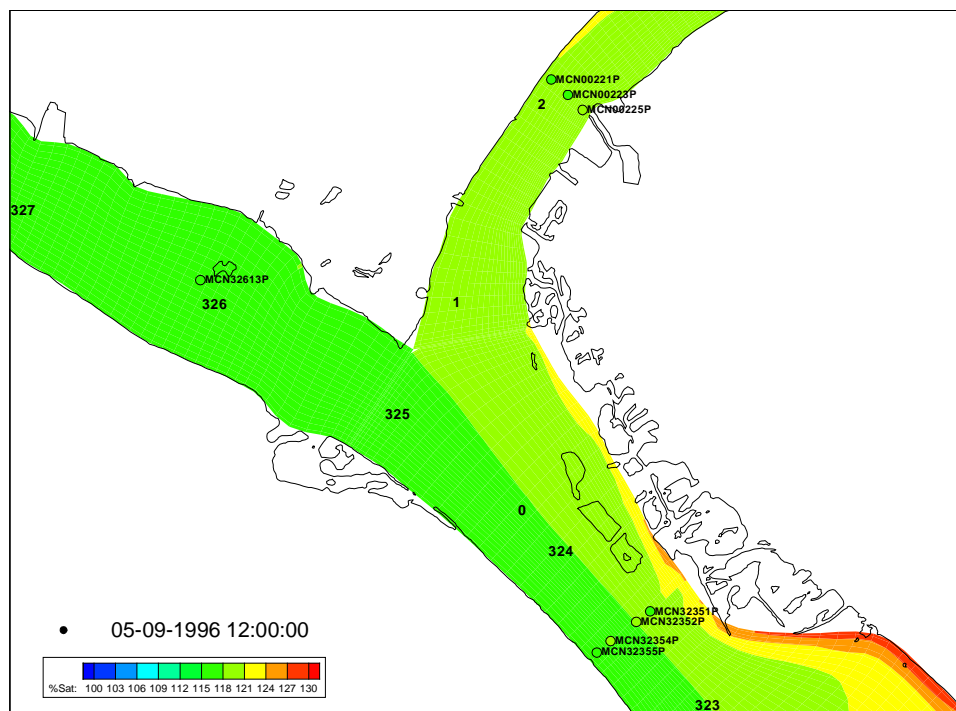 MCN00221P
MCN00223P
2
MCN00225P
327
MCN32613P
326
1
325
0
324
MCN32351P
MCN32352P
05-09-1996 12:00:00
MCN32354P
MCN32355P
%Sat: 100 103 106 109 112 115 118 121 124 127 130
323